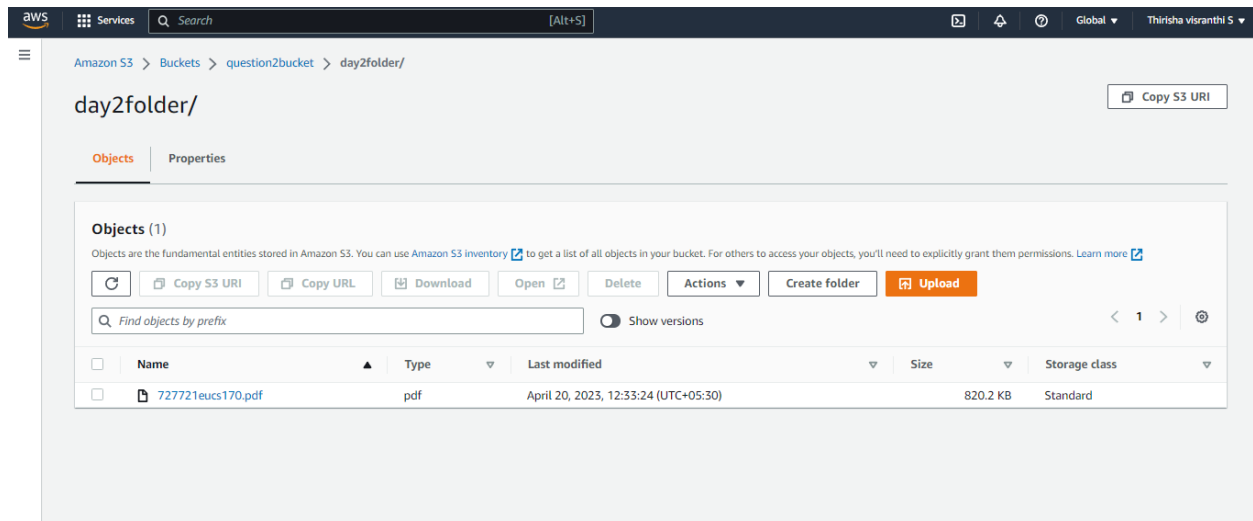 aws Services Search [Alt+S] Global Thirisha visranthi S
Amazon S3 > Buckets > question2bucket > day2folder/
day2folder/
Copy S3 URI
Objects Properties
Objects (1)
Objects are the fundamental entities stored in Amazon S3. You can use Amazon S3 inventory to get a list of all objects in your bucket. For others to access your objects, you'll need to explicitly grant them permissions. Learn more
Copy S3 URI Copy URL Download Open Delete Actions Create folder Upload
Find objects by prefix Show versions 1
Name Type Last modified Size Storage class
727721eucs170.pdf pdf April 20, 2023, 12:33:24 (UTC+05:30) 820.2 KB Standard